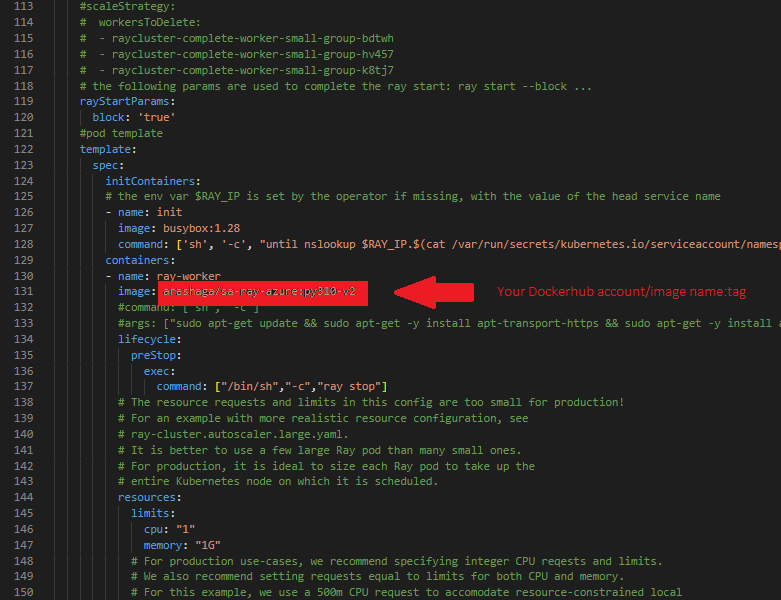 113 #scaleStrategy:
114 #  workersToDelete:
115 #  - raycluster-complete-worker-small-group-bdtwh
116 #  - raycluster-complete-worker-small-group-hv457
117 #  - raycluster-complete-worker-small-group-k8tj7
118 # the following params are used to complete the ray start: ray start --block ...
119 rayStartParams:
120   block: 'true'
121 #pod template
122 template:
123   spec:
124     initContainers:
125     # the env var $RAY_IP is set by the operator if missing, with the value of the head service name
126     - name: init
127       image: busybox:1.28
128       command: ['sh', '-c', "until nslookup $RAY_IP.$(cat /var/run/secrets/kubernetes.io/serviceaccount/namesp
129     containers:
130     - name: ray-worker
131       image: arashaga/sa-ray-azure:py310-v2 Your Dockerhub account/image name:tag
132       #command: ["sh", "-c"]
133       #args: ["sudo apt-get update && sudo apt-get -y install apt-transport-https && sudo apt-get -y install a
134       lifecycle:
135         preStop:
136           exec:
137             command: ["/bin/sh","-c","ray stop"]
138       # The resource requests and limits in this config are too small for production!
139       # For an example with more realistic resource configuration, see
140       # ray-cluster.autoscaler.large.yaml.
141       # It is better to use a few large Ray pod than many small ones.
142       # For production, it is ideal to size each Ray pod to take up the
143       # entire Kubernetes node on which it is scheduled.
144       resources:
145         limits:
146           cpu: "1"
147           memory: "1G"
148         # For production use-cases, we recommend specifying integer CPU reqests and limits.
149         # We also recommend setting requests equal to limits for both CPU and memory.
150         # For this example, we use a 500m CPU request to accomodate resource-constrained local